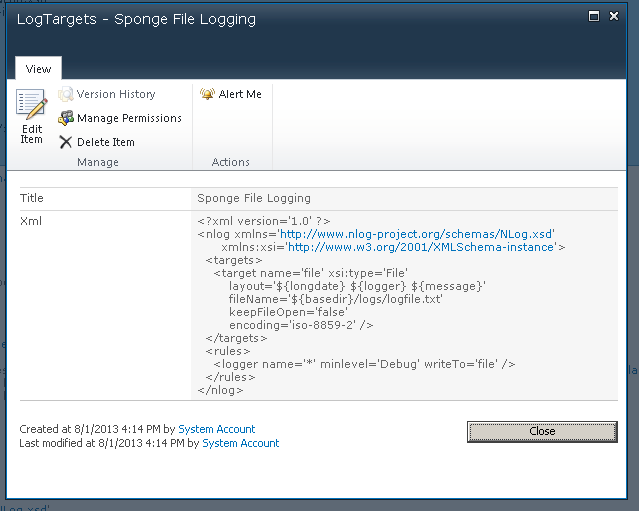 LogTargets - Sponge File Logging
View
Edit Item
Version History
Manage Permissions
Delete Item
Manage
Alert Me
Actions
Title Sponge File Logging
Xml <?xml version='1.0' ?>
<nlog xmlns='http://www.nlog-project.org/schemas/NLog.xsd'
xmlns:xsi='http://www.w3.org/2001/XMLSchema-instance'>
<targets>
<target name='file' xsi:type='File'
layout='${longdate} ${logger} ${message}'
fileName='${basedir}/logs/logfile.txt'
keepFileOpen='false'
encoding='iso-8859-2' />
</targets>
<rules>
<logger name='*' minlevel='Debug' writeTo='file' />
</rules>
</nlog>
Created at 8/1/2013 4:14 PM by System Account
Last modified at 8/1/2013 4:14 PM by System Account
Close